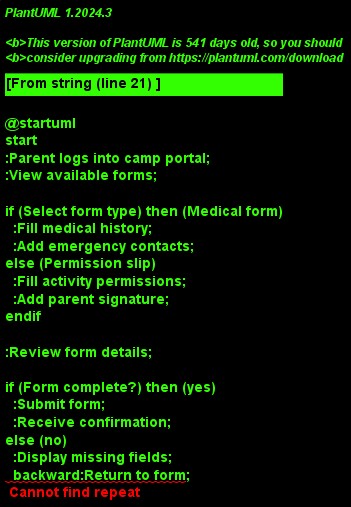 PlantUML 1.2024.3
<b>This version of PlantUML is 541 days old, so you should
<b>consider upgrading from https://plantuml.com/download
[From string (line 21) ]
@startuml
start
:Parent logs into camp portal;
:View available forms;
if (Select form type) then (Medical form)
:Fill medical history;
:Add emergency contacts;
else (Permission slip)
:Fill activity permissions;
:Add parent signature;
endif
:Review form details;
if (Form complete?) then (yes)
:Submit form;
:Receive confirmation;
else (no)
:Display missing fields;
backward:Return to form;
Cannot find repeat